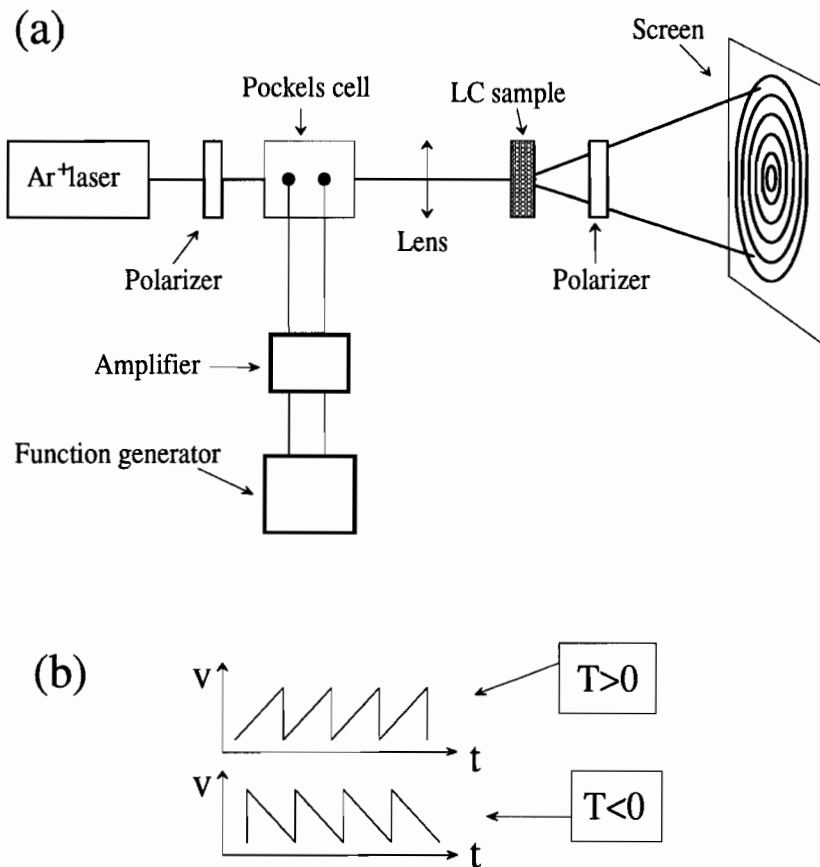 (a)
Screen
Pockels cell
LC sample
Ar+laser
Lens
Polarizer
Polarizer
Amplifier
Function generator
(b)
v
T>0
t
v
T<0
t